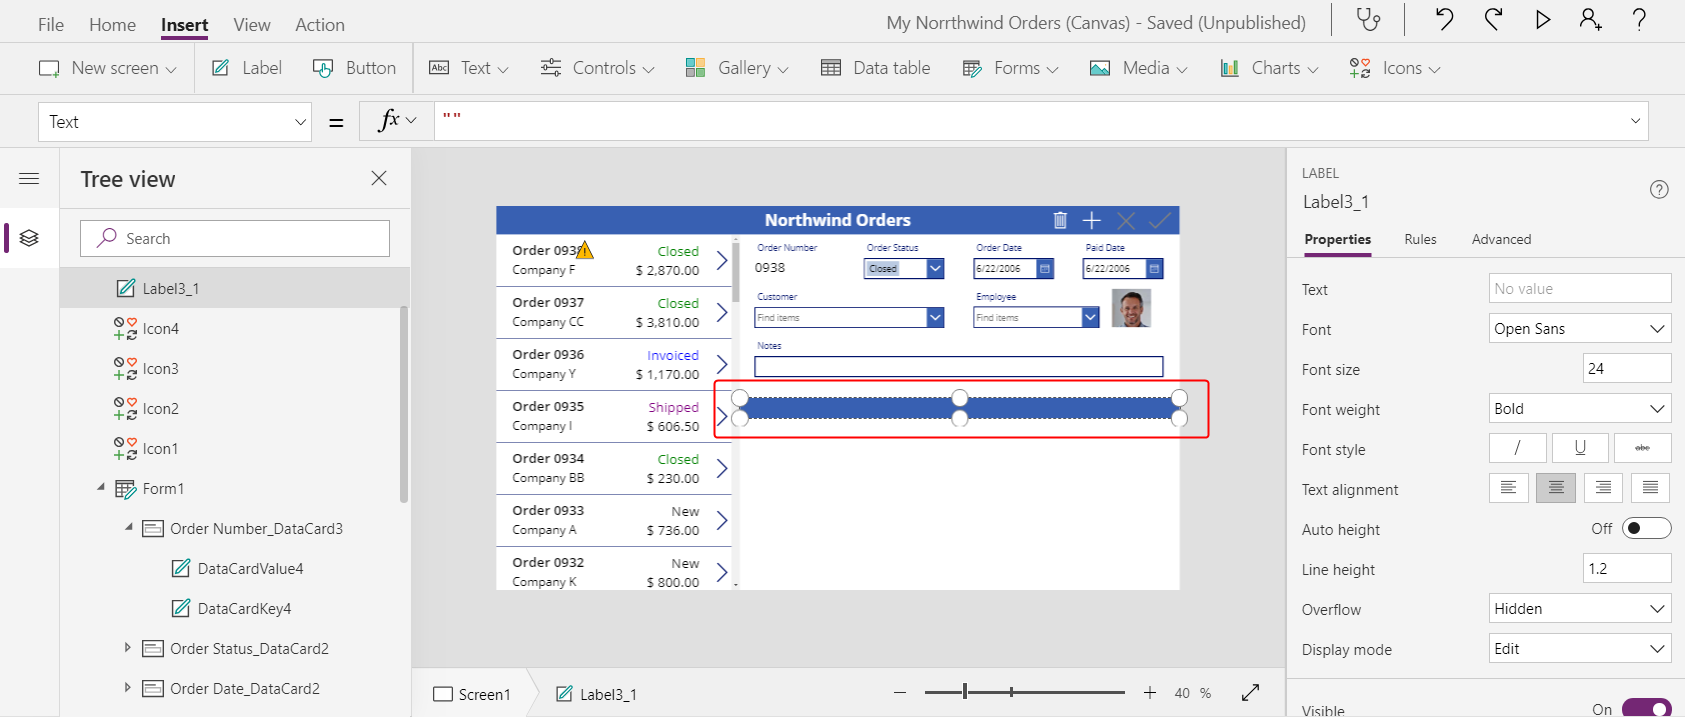 File Home Insert View Action My Norrthwind Orders (Canvas) - Saved (Unpublished)
New screen Label Button Abc Text Controls Gallery Data table Forms Media Charts Icons
Text = fx ""
Tree view
Search
Label3_1
Icon4
Icon3
Icon2
Icon1
Form1
Order Number_DataCard3
DataCardValue4
DataCardKey4
Order Status_DataCard2
Order Date_DataCard2
Northwind Orders
Order 0938 Closed
Company F $ 2,870.00
Order 0937 Closed
Company CC $ 3,810.00
Order 0936 Invoiced
Company Y $ 1,170.00
Order 0935 Shipped
Company I $ 606.50
Order 0934 Closed
Company BB $ 230.00
Order 0933 New
Company A $ 736.00
Order 0932 New
Company K $ 800.00
Order Number Order Status Order Date Paid Date
0938 Closed 6/22/2006 6/22/2006
Customer Employee
Find items Find items
Notes
Screen1 Label3_1 40 %
LABEL
Label3_1
Properties Rules Advanced
Text No value
Font Open Sans
Font size 24
Font weight Bold
Font style / U abc
Text alignment
Auto height Off
Line height 1.2
Overflow Hidden
Display mode Edit
Visible On